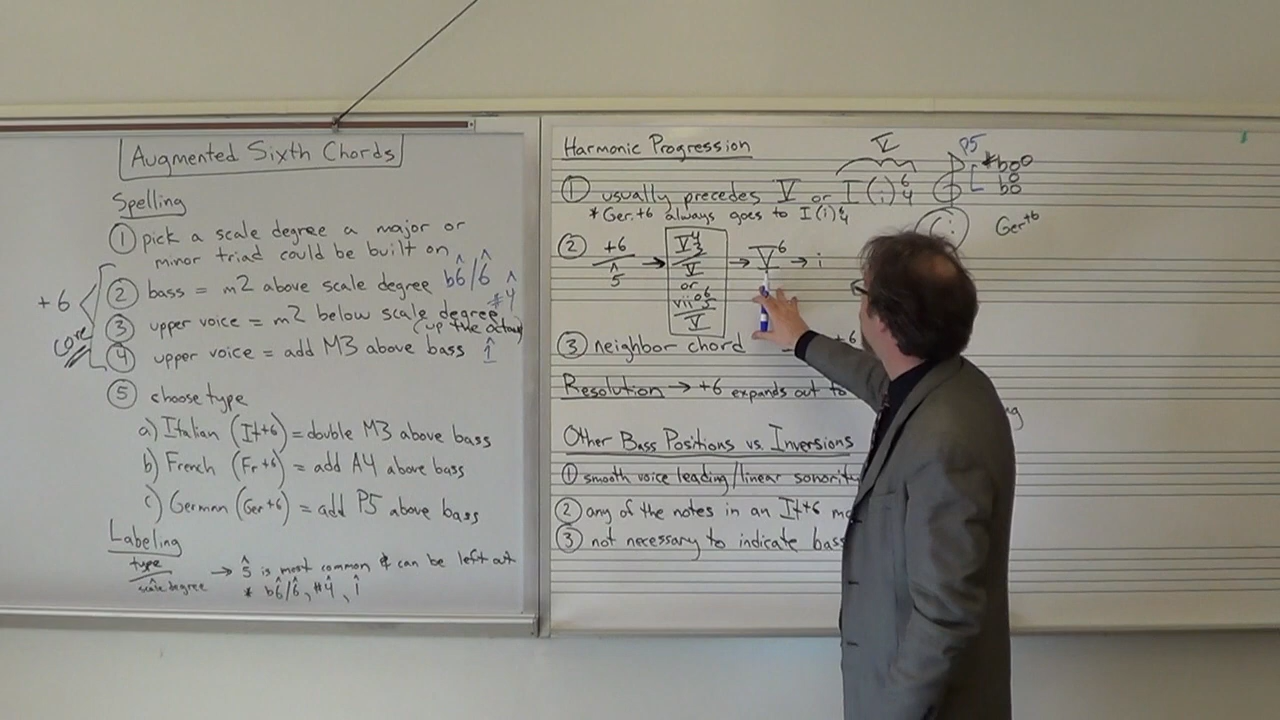 Augmented Sixth Chords
Spelling
① pick a scale degree a major or
minor triad could be built on
② bass = m2 above scale degree b6̂/6̂
③ upper voice = m2 below scale degree #4̂
(up the octave)
④ upper voice = add M3 above bass 1̂
+6
core
⑤ choose type
a) Italian (It+6) = double M3 above bass
b) French (Fr+6) = add A4 above bass
c) German (Ger+6) = add P5 above bass
Labeling
type
scale degree
→ 5̂ is most common & can be left out
* b6̂/6̂, #4̂, 1̂
Harmonic Progression
V
① usually precedes V or I(i)6/4
* Ger.+6 always goes to I(i)6/4
② +6/5̂ → V4/3/V or vii°6/5/V → V6 → i
③ neighbor chord +6
Resolution → +6 expands out to
Other Bass Positions vs. Inversions
① smooth voice leading/linear sonorit
② any of the notes in an It+6 m
③ not necessary to indicate bass
P5
Ger+6